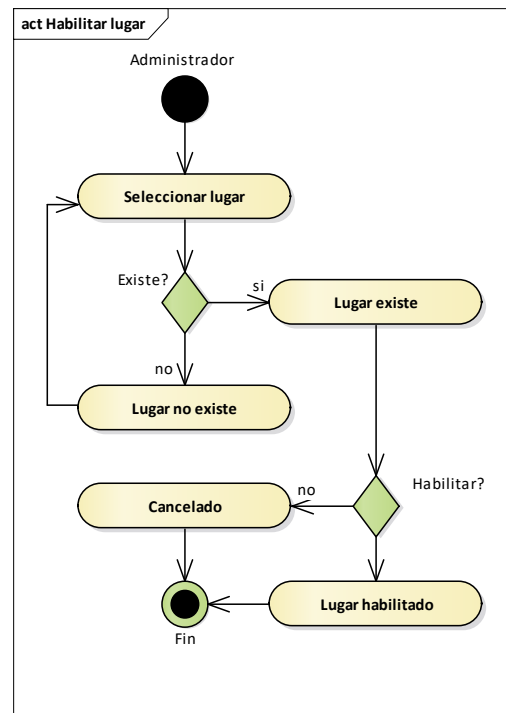 act Habilitar lugar
Administrador
Seleccionar lugar
Existe?
si
Lugar existe
no
Lugar no existe
Habilitar?
no
Cancelado
Lugar habilitado
Fin